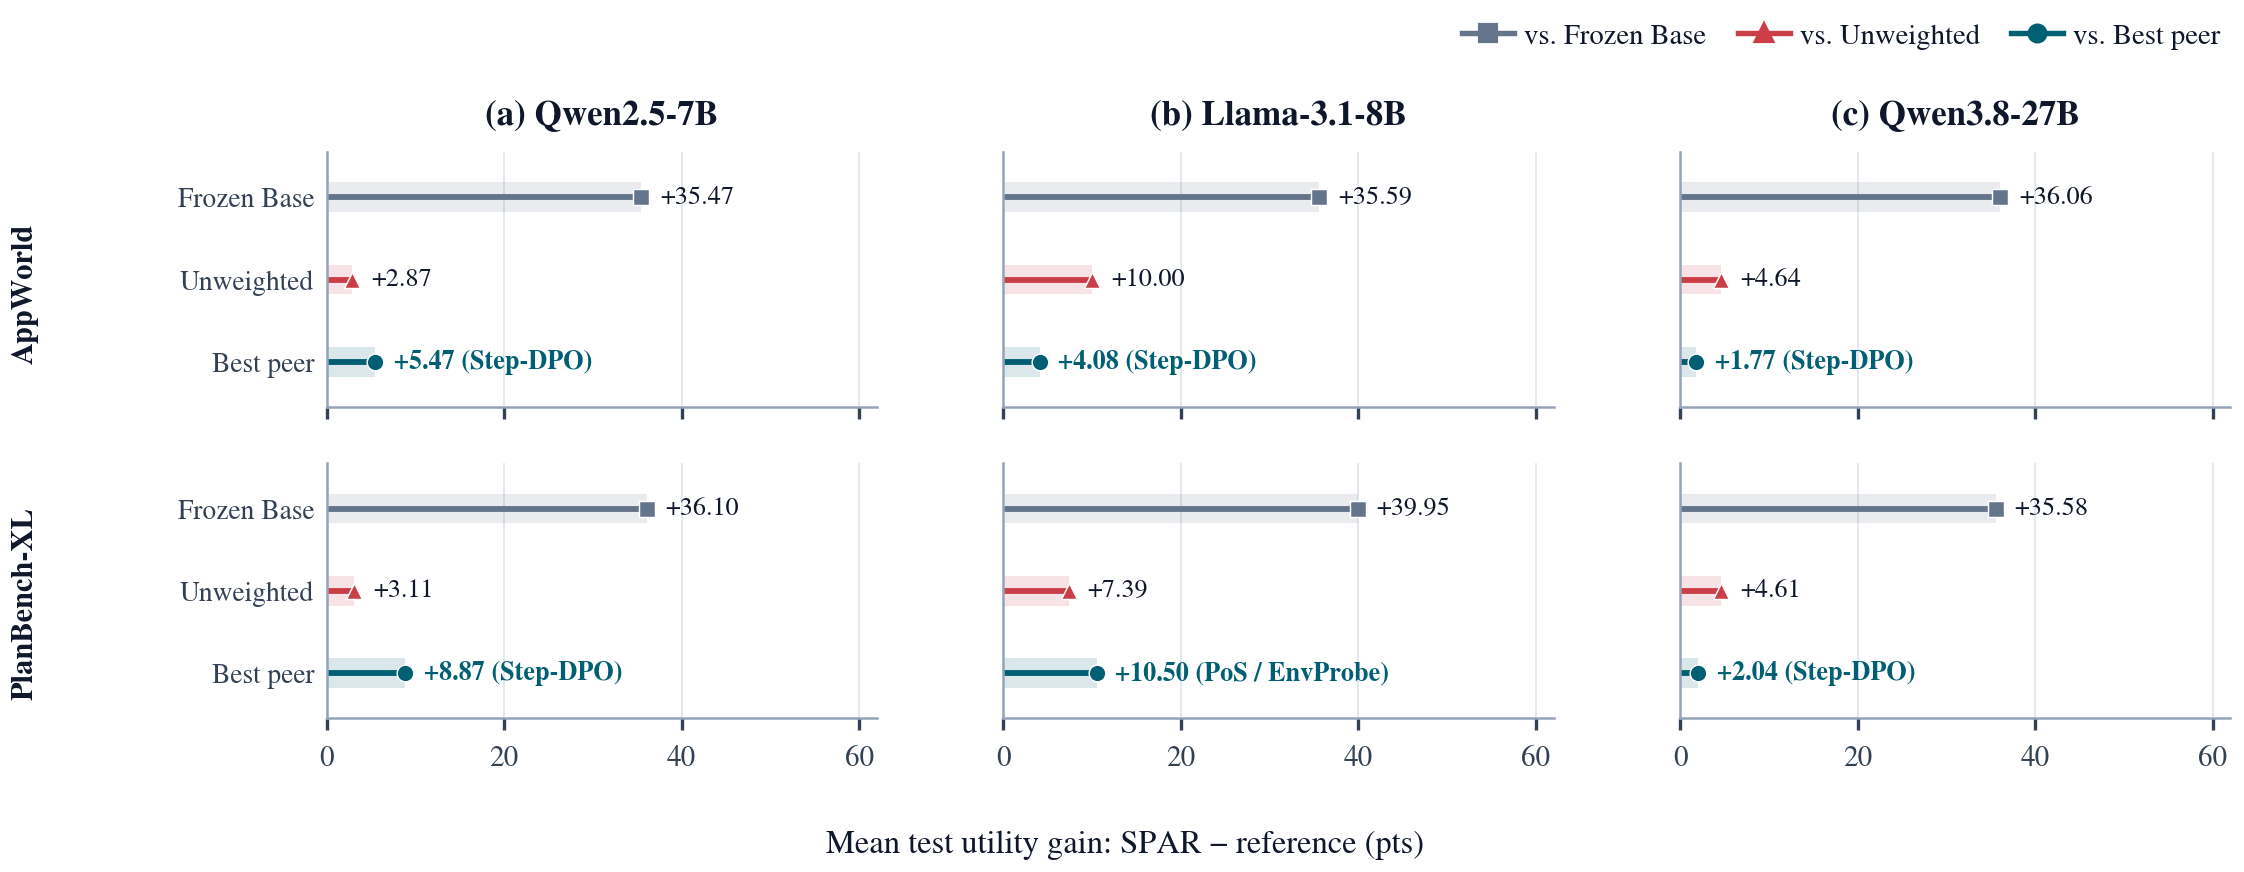 vs. Frozen Base vs. Unweighted vs. Best peer
(a) Qwen2.5-7B
(b) Llama-3.1-8B
(c) Qwen3.8-27B
AppWorld
Frozen Base +35.47 +35.59 +36.06
Unweighted +2.87 +10.00 +4.64
Best peer +5.47 (Step-DPO) +4.08 (Step-DPO) +1.77 (Step-DPO)
PlanBench-XL
Frozen Base +36.10 +39.95 +35.58
Unweighted +3.11 +7.39 +4.61
Best peer +8.87 (Step-DPO) +10.50 (PoS / EnvProbe) +2.04 (Step-DPO)
0 20 40 60 0 20 40 60 0 20 40 60
Mean test utility gain: SPAR − reference (pts)